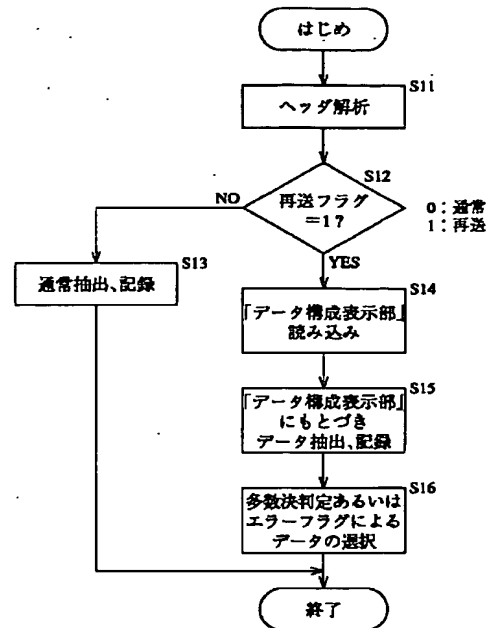 はじめ
S11
ヘッダ解析
S12
再送フラグ
=1?
NO
0:通常
1:再送
YES
S13
通常抽出、記録
S14
「データ構成表示部」
読み込み
S15
「データ構成表示部」
にもとづき
データ抽出、記録
S16
多数決判定あるいは
エラーフラグによる
データの選択
終了